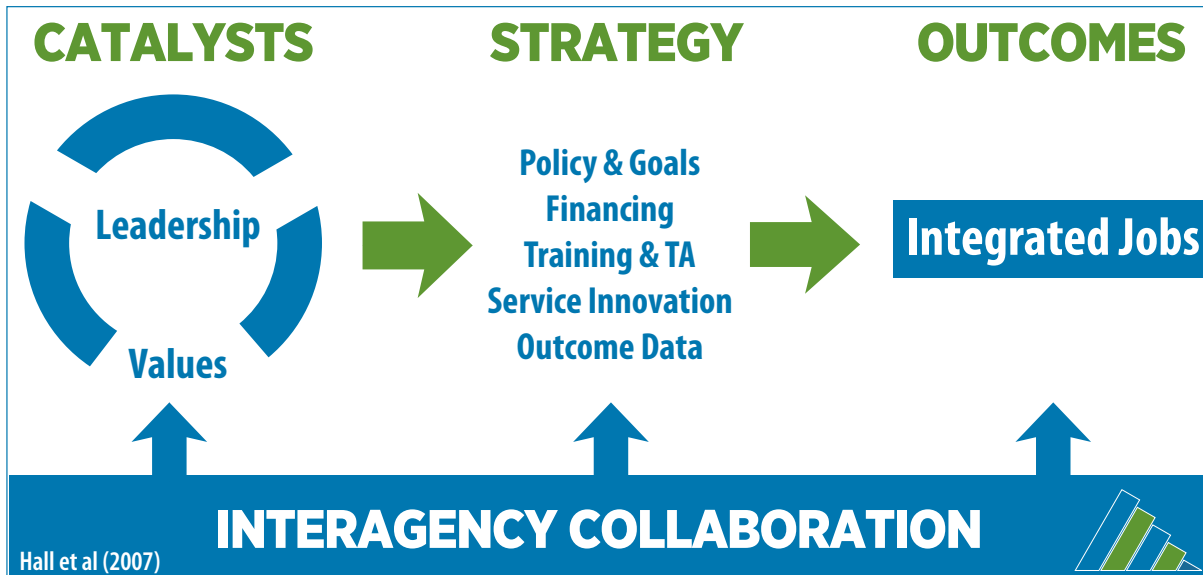 CATALYSTS
Leadership
Values
STRATEGY
Policy & Goals
Financing
Training & TA
Service Innovation
Outcome Data
OUTCOMES
Integrated Jobs
INTERAGENCY COLLABORATION
Hall et al (2007)